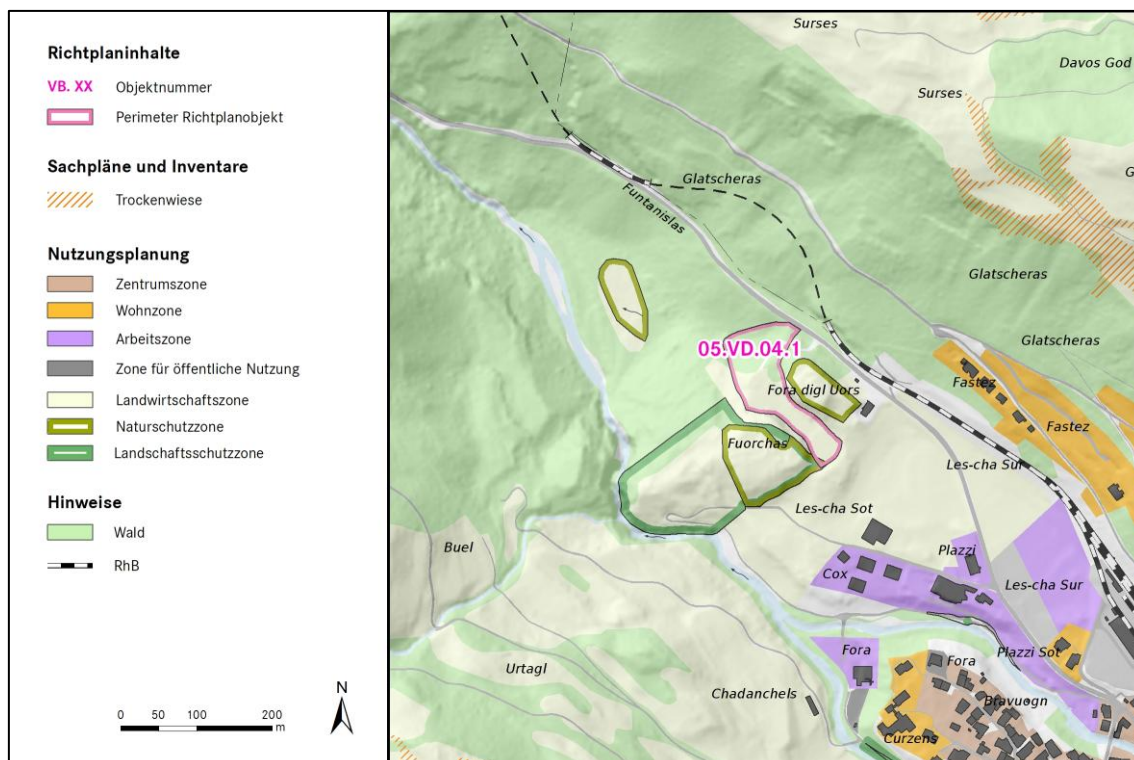 Richtplaninhalte
VB. XX Objektnummer
Perimeter Richtplanobjekt
Sachpläne und Inventare
Trockenwiese
Nutzungsplanung
Zentrumszone
Wohnzone
Arbeitszone
Zone für öffentliche Nutzung
Landwirtschaftszone
Naturschutzzone
Landschaftsschutzzone
Hinweise
Wald
RhB
0 50 100 200
m
N
Surses
Davos God
Surses
Glatscheras
G
Funtanislas
Glatscheras
Glatscheras
05.VD.04.1
Fora digl Uors
Fastez
Fastez
Fuorchas
Les-cha Sur
Les-cha Sot
Buel
Plazzi
Cox
Les-cha Sur
Fora
Fora
Plazzi Sot
Urtagl
Chadanchels
Bravuogn
Curzens